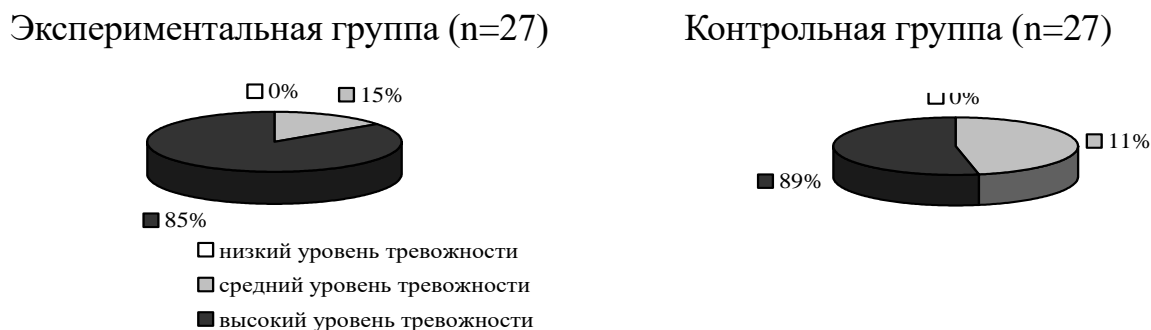 Экспериментальная группа (n=27)
0%
15%
85%
низкий уровень тревожности
средний уровень тревожности
высокий уровень тревожности
Контрольная группа (n=27)
0%
11%
89%